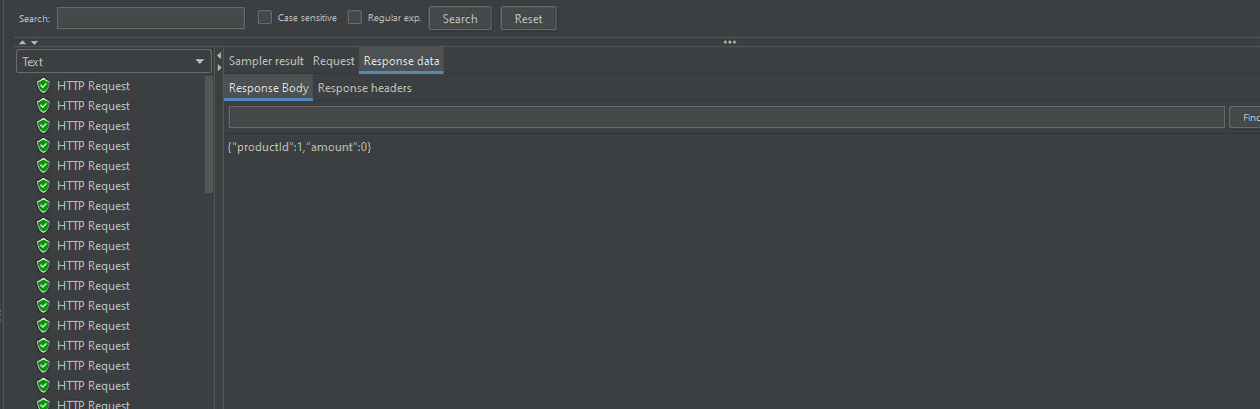 Search: Case sensitive Regular exp. Search Reset
Text
Sampler result Request Response data
HTTP Request
Response Body Response headers
HTTP Request
HTTP Request
Find
HTTP Request
{"productId":1,"amount":0}
HTTP Request
HTTP Request
HTTP Request
HTTP Request
HTTP Request
HTTP Request
HTTP Request
HTTP Request
HTTP Request
HTTP Request
HTTP Request
HTTP Request
HTTP Request